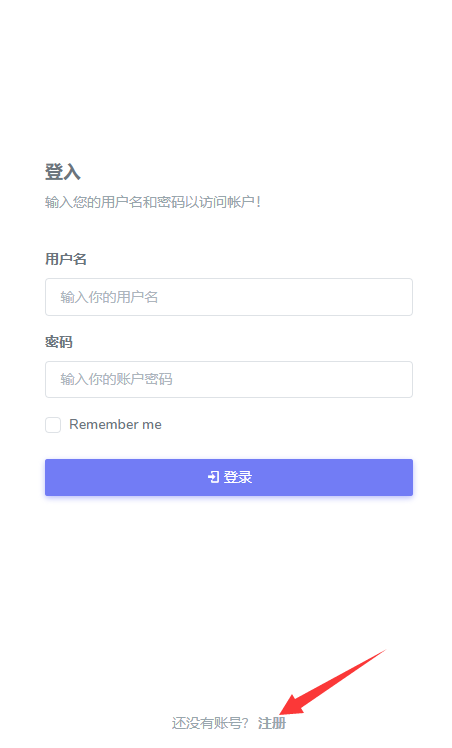 登入
输入您的用户名和密码以访问帐户！
用户名
输入你的用户名
密码
输入你的账户密码
Remember me
登录
还没有账号？ 注册